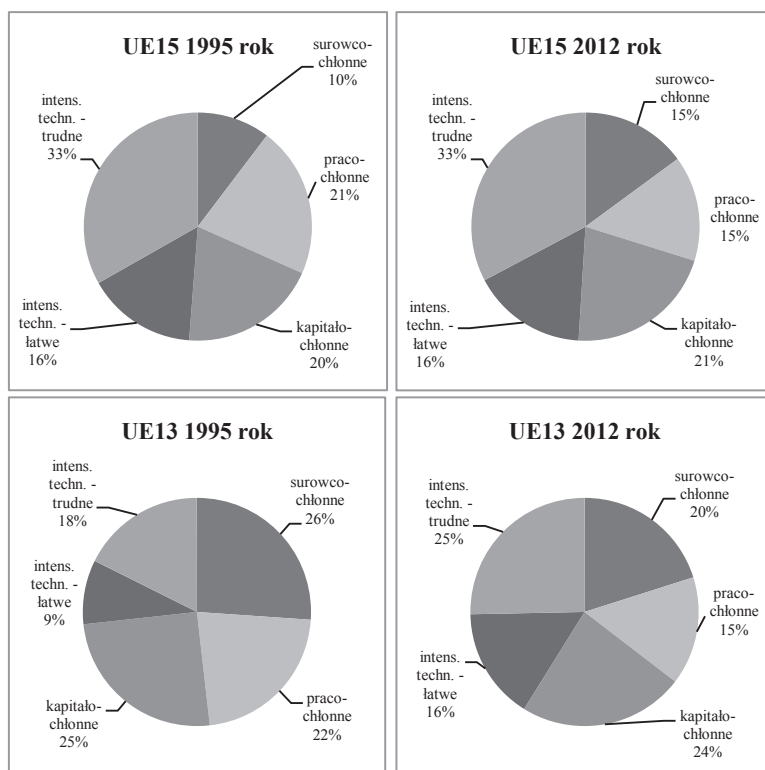 UE15 1995 rok
surowco-
chłonne
10%
praco-
chłonne
21%
kapitało-
chłonne
20%
intens.
techn. -
łatwe
16%
intens.
techn. -
trudne
33%
UE15 2012 rok
surowco-
chłonne
15%
praco-
chłonne
15%
kapitało-
chłonne
21%
intens.
techn. -
łatwe
16%
intens.
techn. -
trudne
33%
UE13 1995 rok
surowco-
chłonne
26%
praco-
chłonne
22%
kapitało-
chłonne
25%
intens.
techn. -
łatwe
9%
intens.
techn. -
trudne
18%
UE13 2012 rok
surowco-
chłonne
20%
praco-
chłonne
15%
kapitało-
chłonne
24%
intens.
techn. -
łatwe
16%
intens.
techn. -
trudne
25%